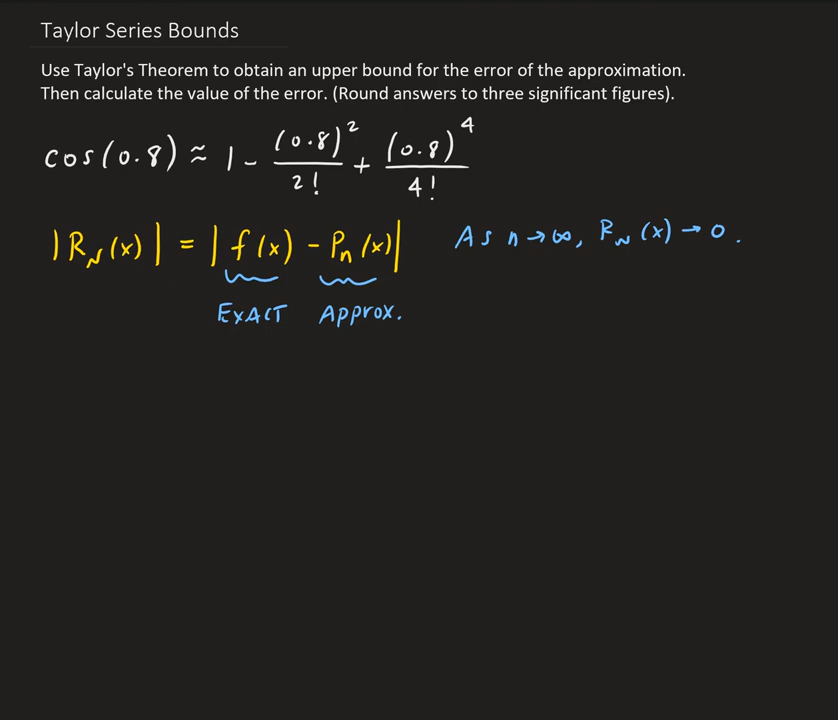 Taylor Series Bounds
Use Taylor's Theorem to obtain an upper bound for the error of the approximation.
Then calculate the value of the error. (Round answers to three significant figures).
cos(0.8) ≈ 1 - (0.8)²/2! + (0.8)⁴/4!
|R_N(x)| = |f(x) - P_n(x)| As n→∞, R_N(x)→0.
EXACT Approx.